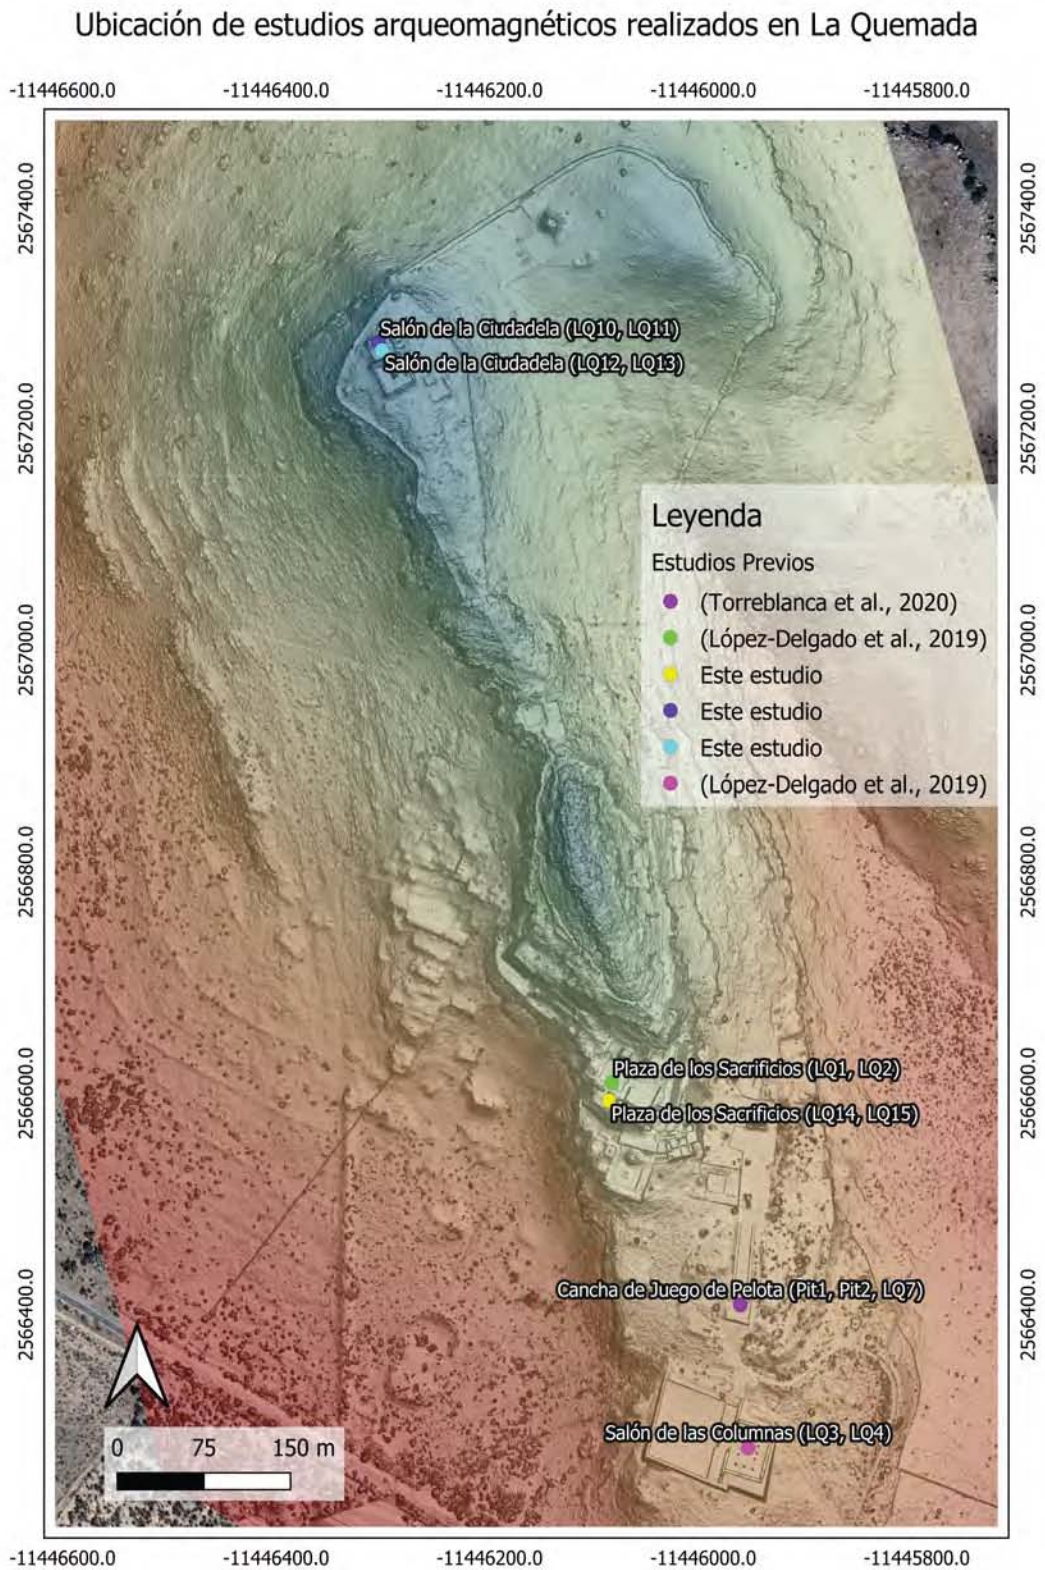 Ubicación de estudios arqueomagnéticos realizados en La Quemada
-11446600.0 -11446400.0 -11446200.0 -11446000.0 -11445800.0
2567400.0 2567400.0
Salón de la Ciudadela (LQ10, LQ11)
Salón de la Ciudadela (LQ12, LQ13)
2567200.0 2567200.0
Leyenda
Estudios Previos
(Torreblanca et al., 2020)
(López-Delgado et al., 2019)
Este estudio
Este estudio
Este estudio
(López-Delgado et al., 2019)
2567000.0 2567000.0
2566800.0 2566800.0
Plaza de los Sacrificios (LQ1, LQ2)
Plaza de los Sacrificios (LQ14, LQ15)
2566600.0 2566600.0
Cancha de Juego de Pelota (Pit1, Pit2, LQ7)
2566400.0 2566400.0
Salón de las Columnas (LQ3, LQ4)
0 75 150 m
-11446600.0 -11446400.0 -11446200.0 -11446000.0 -11445800.0